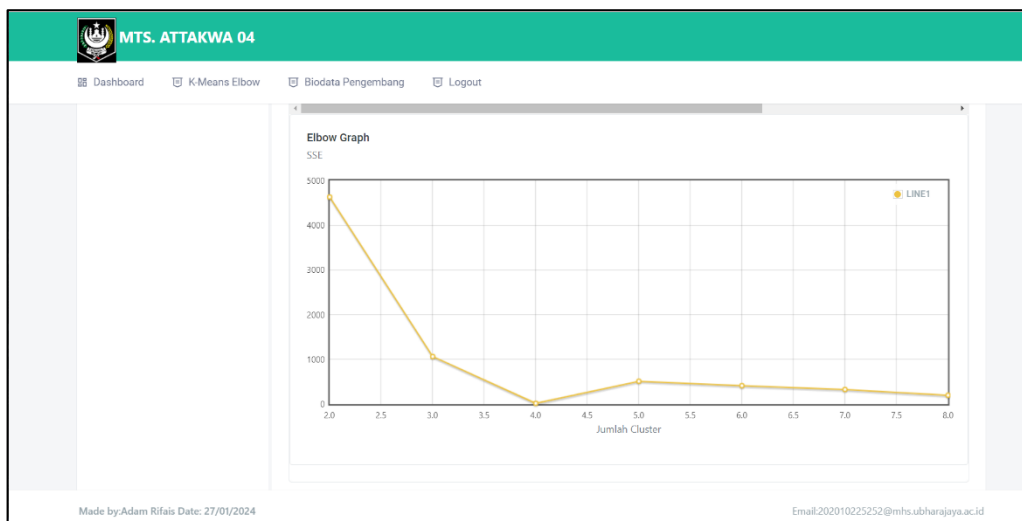 MTS. ATTAKWA 04
Dashboard K-Means Elbow Biodata Pengembang Logout
Elbow Graph
SSE
LINE1
5000
4000
3000
2000
1000
0
2.0 2.5 3.0 3.5 4.0 4.5 5.0 5.5 6.0 6.5 7.0 7.5 8.0
Jumlah Cluster
Made by:Adam Rifais Date: 27/01/2024 Email:202010225252@mhs.ubharajaya.ac.id